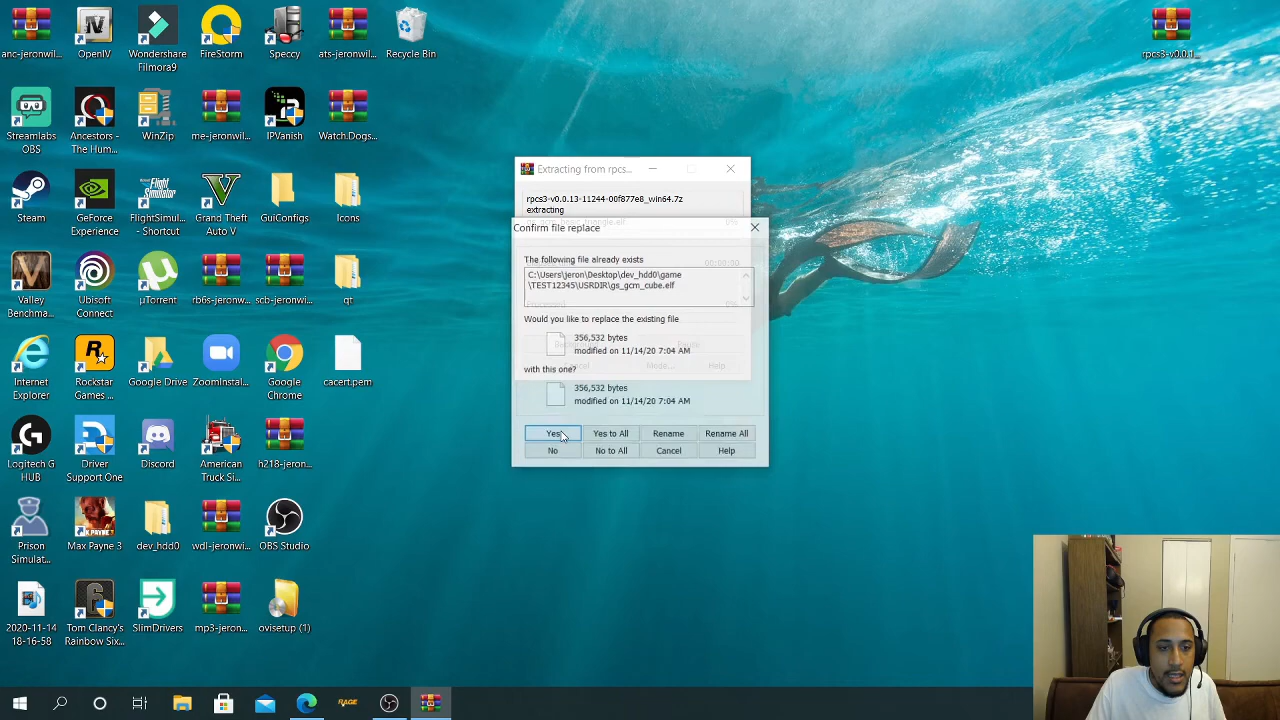 anc-jeronwil...
OpenIV
Wondershare
Filmora9
FireStorm
Speccy
ats-jeronwil...
Recycle Bin
rpcs3-v0.0.1...
Streamlabs
OBS
Ancestors -
The Hum...
WinZip
me-jeronwil...
IPVanish
Watch.Dogs...
Steam
GeForce
Experience
FlightSimul...
- Shortcut
Grand Theft
Auto V
GuiConfigs
Icons
Valley
Benchma...
Ubisoft
Connect
µTorrent
rb6s-jeronw...
scb-jeronwi...
qt
Internet
Explorer
Rockstar
Games ...
Google Drive
ZoomInstal...
Google
Chrome
cacert.pem
Logitech G
HUB
Driver
Support One
Discord
American
Truck Si...
h218-jeron...
Prison
Simulat...
Max Payne 3
dev_hdd0
wdl-jeronwi...
OBS Studio
2020-11-14
18-16-58
Tom Clancy's
Rainbow Six...
SlimDrivers
mp3-jeron...
ovisetup (1)
Extracting from rpcs...
rpcs3-v0.0.13-11244-00f877e8_win64.7z
extracting
Confirm file replace
The following file already exists
C:\Users\jeron\Desktop\dev_hdd0\game
\TEST12345\USRDIR\gs_gcm_cube.elf
Would you like to replace the existing file
356,532 bytes
modified on 11/14/20 7:04 AM
with this one?
356,532 bytes
modified on 11/14/20 7:04 AM
Yes
Yes to All
Rename
Rename All
No
No to All
Cancel
Help
RAGE